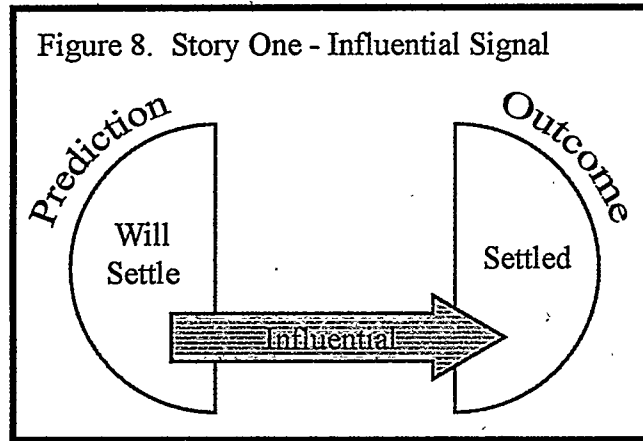 Figure 8. Story One - Influential Signal
Prediction
Outcome
Will
Settle
Settled
Influential